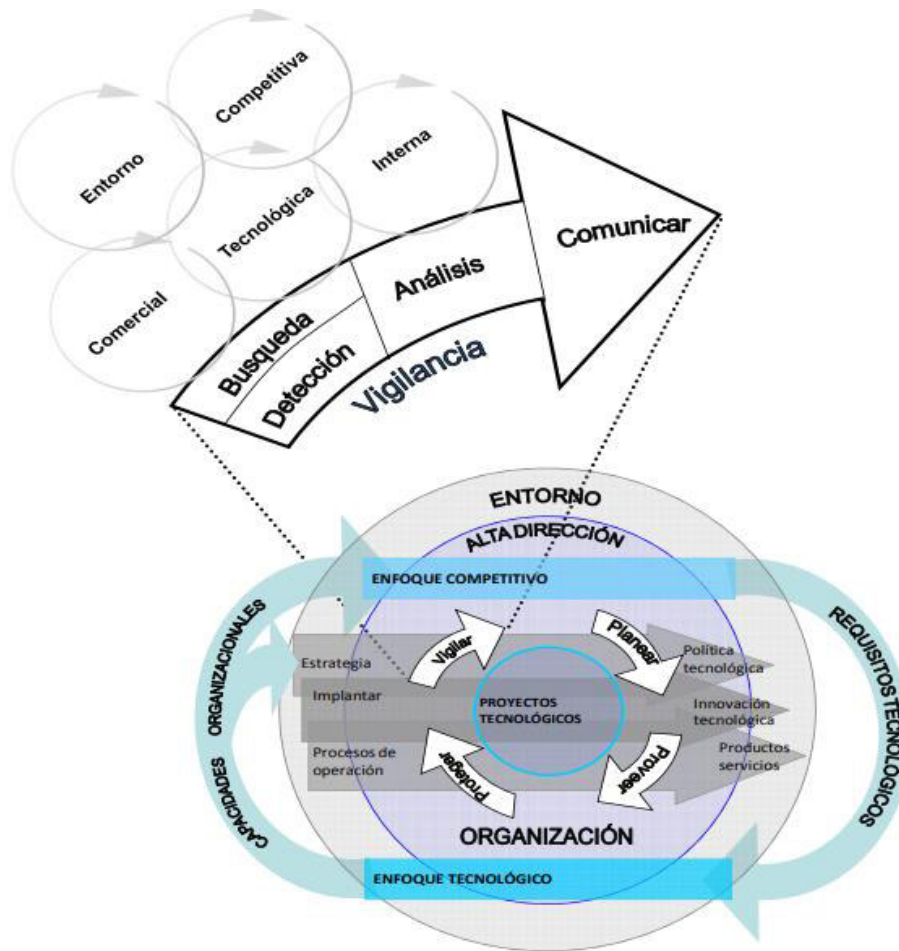 Competitiva
Entorno
Interna
Tecnológica
Comercial
Comunicar
Análisis
Busqueda
Detección
Vigilancia
ENTORNO
ALTA DIRECCIÓN
ENFOQUE COMPETITIVO
CAPACIDADES ORGANIZACIONALES
REQUISITOS TECNOLOGICOS
Vigilar
Planear
Estrategia
Política
tecnológica
Implantar
PROYECTOS
TECNOLÓGICOS
Innovación
tecnológica
Procesos de
operación
Productos
servicios
Proteger
Proveer
ORGANIZACIÓN
ENFOQUE TECNOLÓGICO